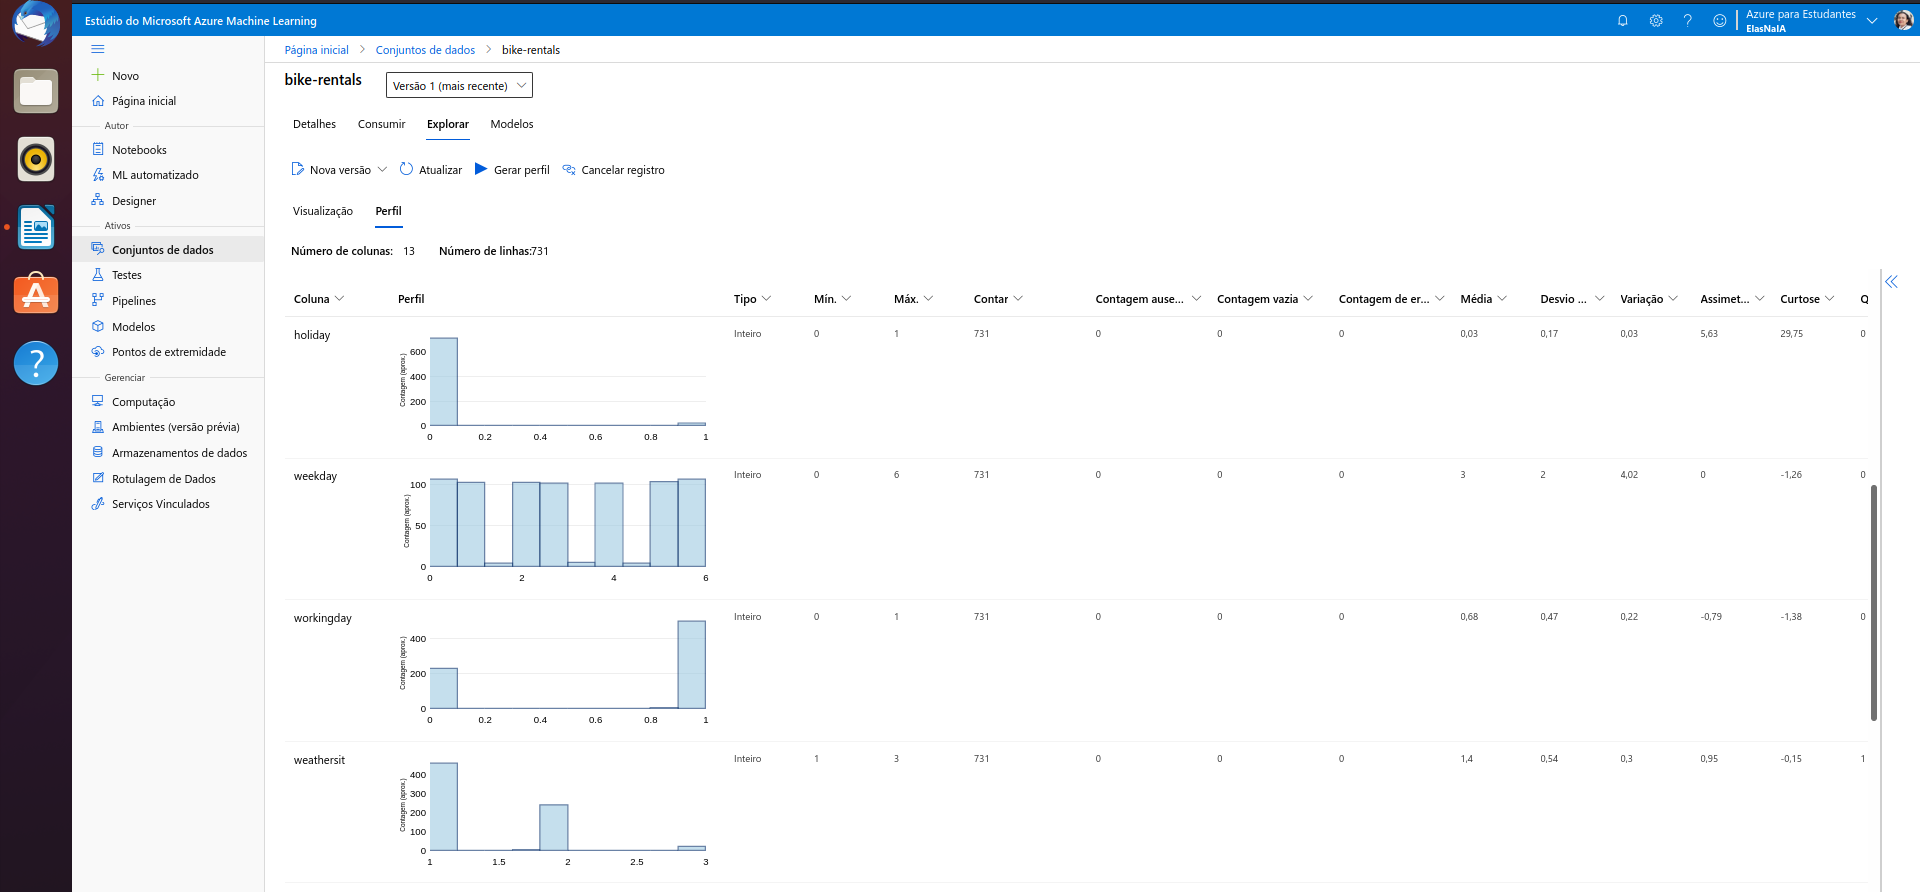 Estúdio do Microsoft Azure Machine Learning
Azure para Estudantes
ElasNaIA
Novo
Página inicial
Autor
Notebooks
ML automatizado
Designer
Ativos
Conjuntos de dados
Testes
Pipelines
Modelos
Pontos de extremidade
Gerenciar
Computação
Ambientes (versão prévia)
Armazenamentos de dados
Rotulagem de Dados
Serviços Vinculados
Página inicial > Conjuntos de dados > bike-rentals
bike-rentals
Versão 1 (mais recente)
Detalhes Consumir Explorar Modelos
Nova versão Atualizar Gerar perfil Cancelar registro
Visualização Perfil
Número de colunas: 13 Número de linhas:731
Coluna Perfil Tipo Mín. Máx. Contar Contagem ause... Contagem vazia Contagem de er... Média Desvio ... Variação Assimet... Curtose Q
holiday Inteiro 0 1 731 0 0 0 0,03 0,17 0,03 5,63 29,75 0
Contagem (aprox.)
600
400
200
0
0 0.2 0.4 0.6 0.8 1
weekday Inteiro 0 6 731 0 0 0 3 2 4,02 0 -1,26 0
Contagem (aprox.)
100
50
0
0 2 4 6
workingday Inteiro 0 1 731 0 0 0 0,68 0,47 0,22 -0,79 -1,38 0
Contagem (aprox.)
400
200
0
0 0.2 0.4 0.6 0.8 1
weathersit Inteiro 1 3 731 0 0 0 1,4 0,54 0,3 0,95 -0,15 1
Contagem (aprox.)
400
300
200
100
0
1 1.5 2 2.5 3